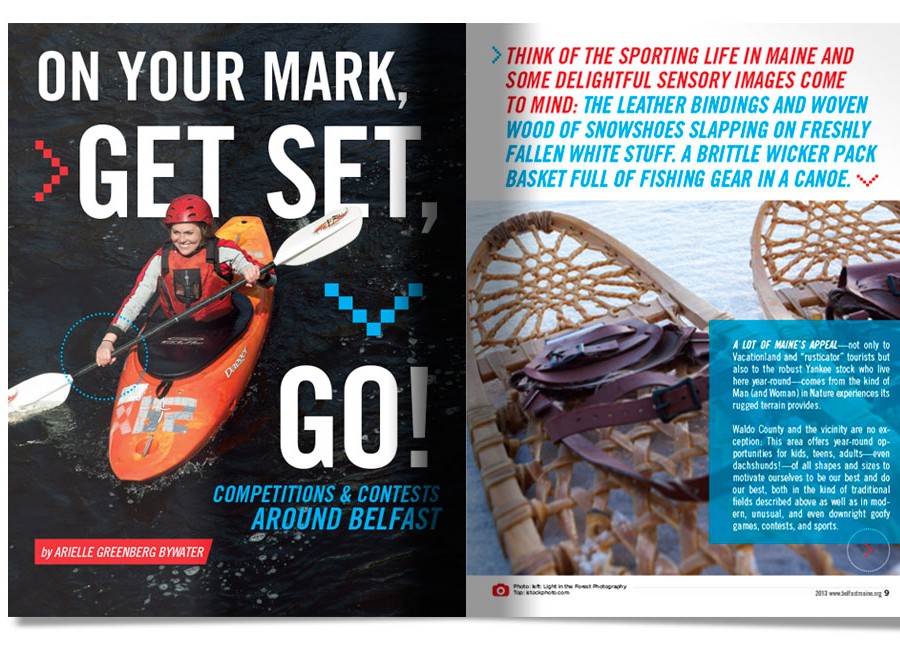 ON YOUR MARK,
GET SET,
GO!
COMPETITIONS & CONTESTS
AROUND BELFAST
by ARIELLE GREENBERG BYWATER
Dagger
THINK OF THE SPORTING LIFE IN MAINE AND
SOME DELIGHTFUL SENSORY IMAGES COME
TO MIND: THE LEATHER BINDINGS AND WOVEN
WOOD OF SNOWSHOES SLAPPING ON FRESHLY
FALLEN WHITE STUFF. A BRITTLE WICKER PACK
BASKET FULL OF FISHING GEAR IN A CANOE.
A LOT OF MAINE'S APPEAL—not only to
Vacationland and “rusticator” tourists but
also to the robust Yankee stock who live
here year-round—comes from the kind of
Man (and Woman) in Nature experiences its
rugged terrain provides.
Waldo County and the vicinity are no ex-
ception: This area offers year-round op-
portunities for kids, teens, adults—even
dachshunds!—of all shapes and sizes to
motivate ourselves to be our best and do
our best, both in the kind of traditional
fields described above as well as in mod-
ern, unusual, and even downright goofy
games, contests, and sports.
Photo: left: Light in the Forest Photography
Top: istockphoto.com
2013 www.belfastmaine.org 9